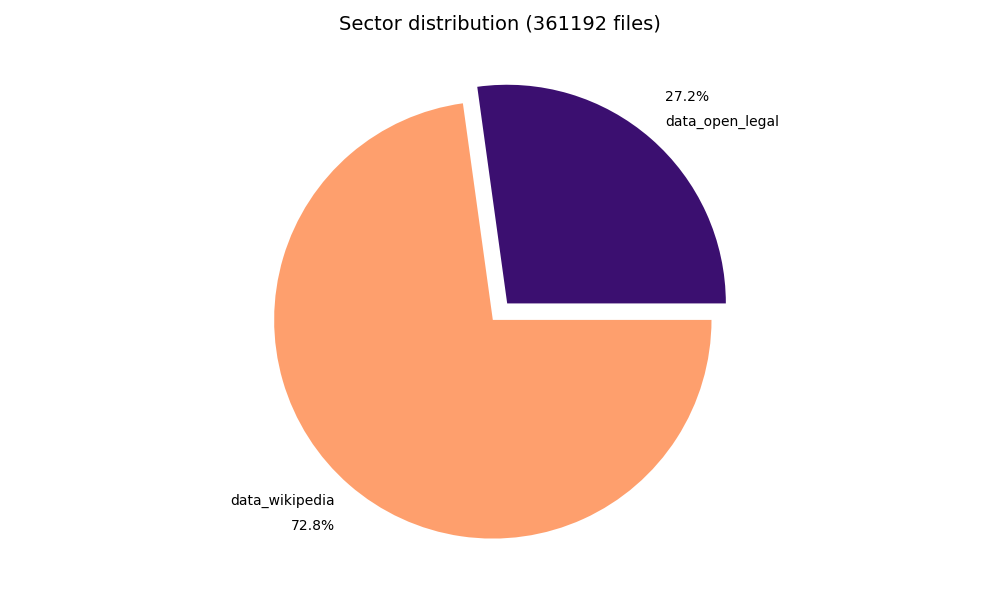 Sector distribution (361192 files)
27.2%
data_open_legal
data_wikipedia
72.8%